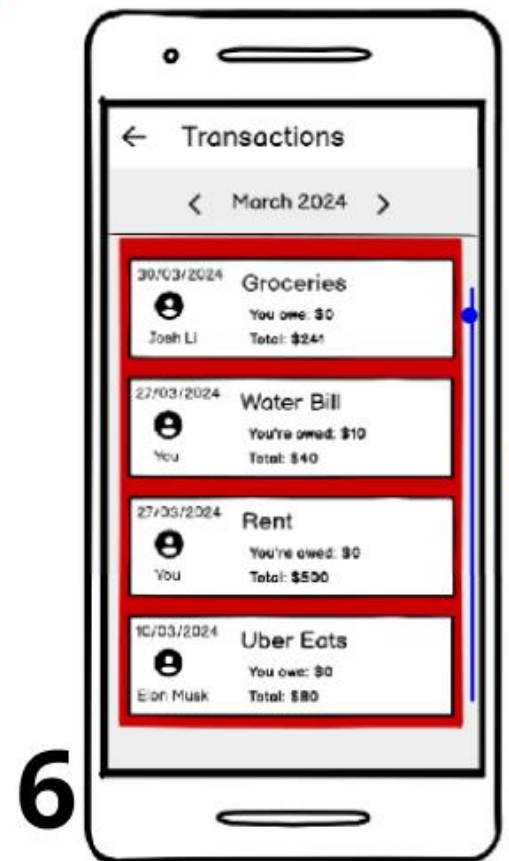 ← Transactions
< March 2024 >
30/03/2024 Groceries
You owe: $0
Josh Li Total: $241
27/03/2024 Water Bill
You're owed: $10
You Total: $40
27/03/2024 Rent
You're owed: $0
You Total: $500
10/03/2024 Uber Eats
You owe: $0
Elon Musk Total: $80
6